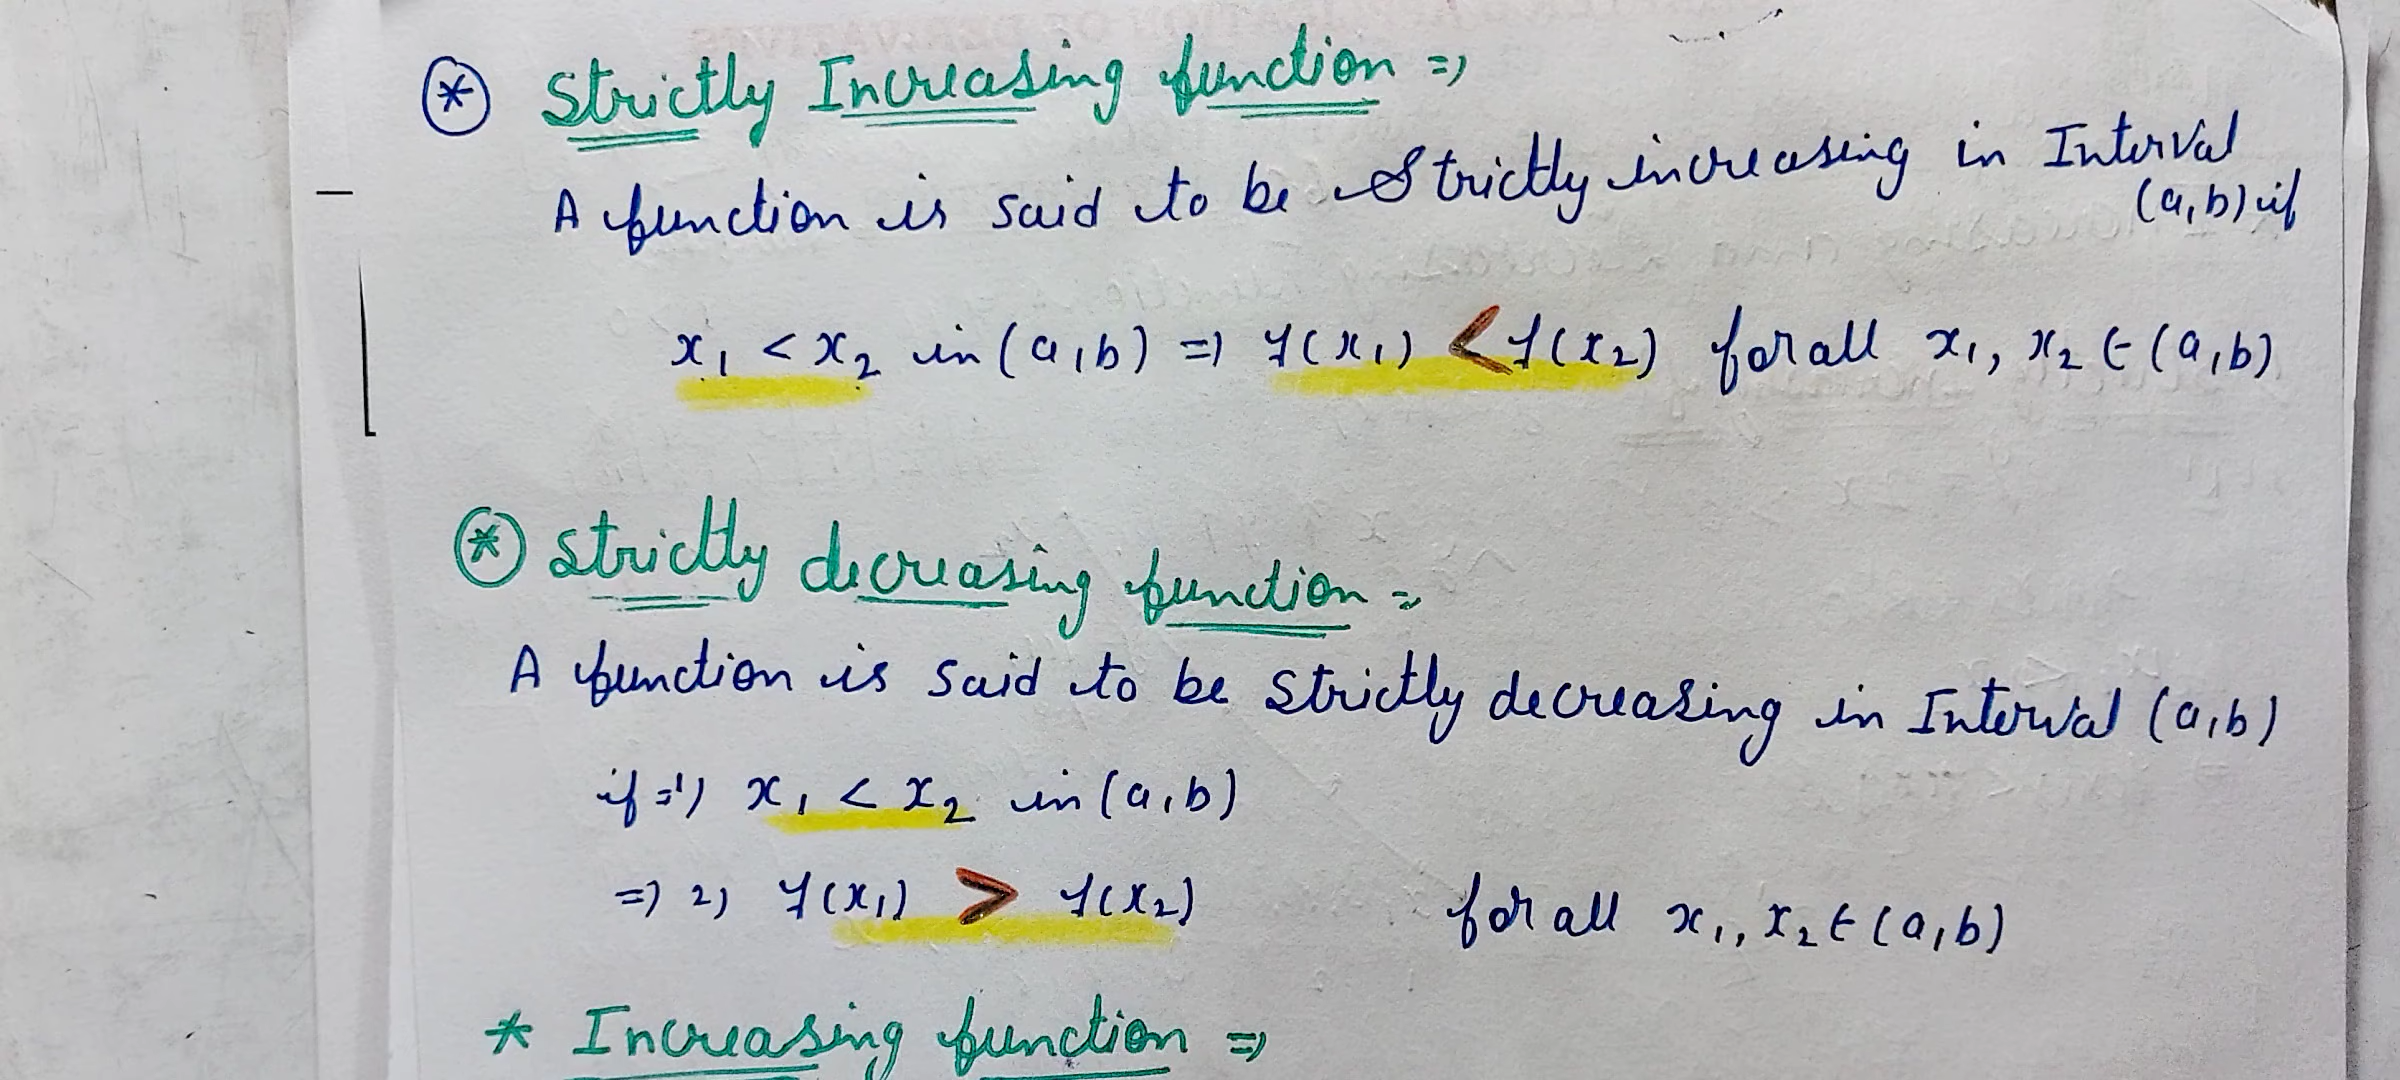 ⊛ Strictly Increasing function =>
A function is said to be Strictly increasing in Interval
(a,b) if
x₁ < x₂ in (a,b) => f(x₁) < f(x₂) for all x₁, x₂ ∈ (a,b)
⊛ strictly decreasing function =>
A function is said to be strictly decreasing in Interval (a,b)
if => 1) x₁ < x₂ in (a,b)
=> 2) f(x₁) > f(x₂) for all x₁, x₂ ∈ (a,b)
* Increasing function =>